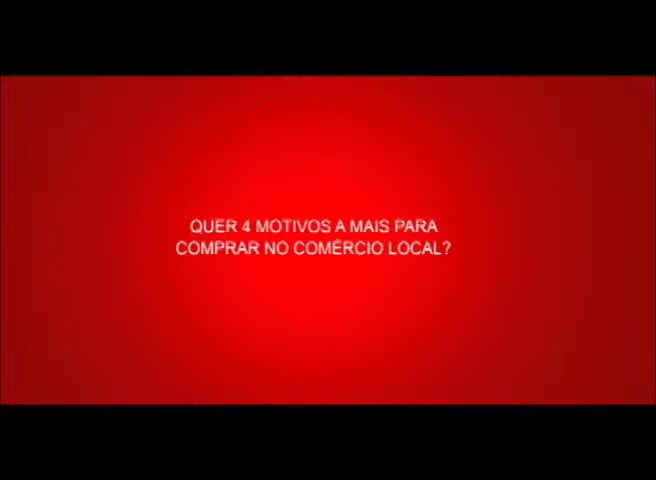 QUER 4 MOTIVOS A MAIS PARA
COMPRAR NO COMÉRCIO LOCAL?